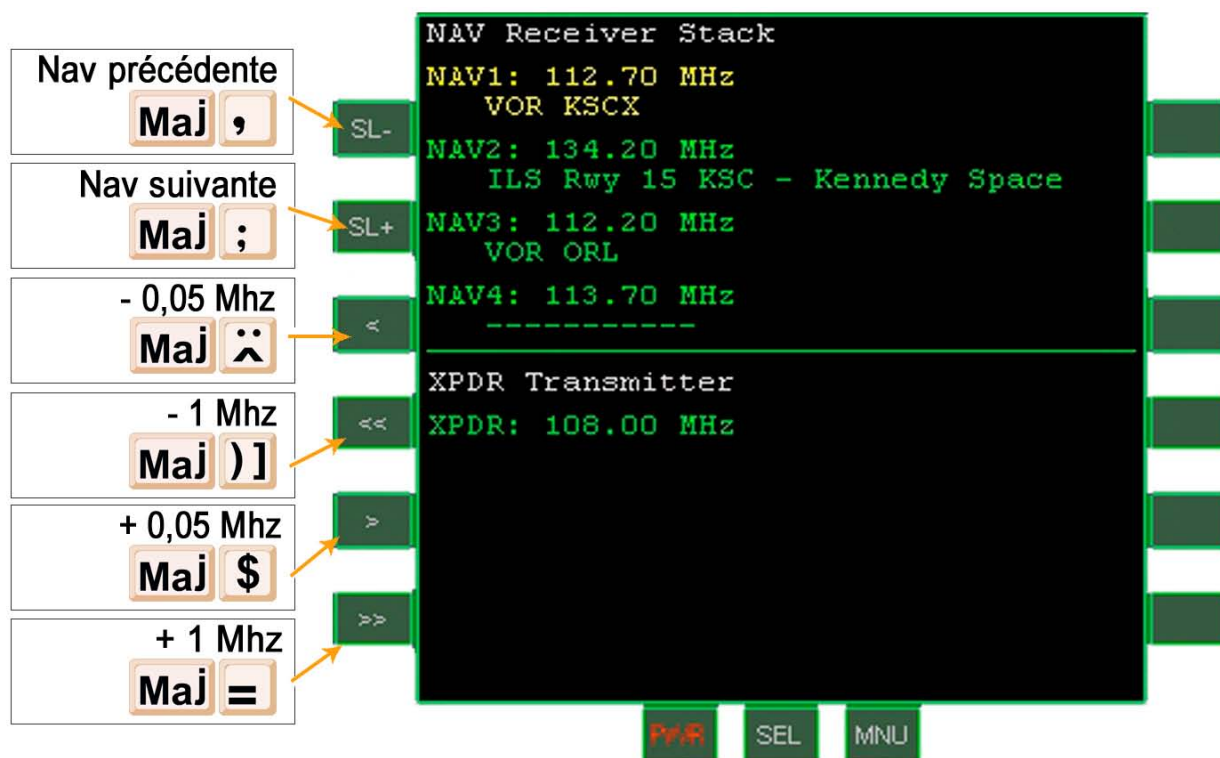 Nav précédente
Maj ,
Nav suivante
Maj ;
- 0,05 Mhz
Maj ¨^
- 1 Mhz
Maj )]
+ 0,05 Mhz
Maj $
+ 1 Mhz
Maj =
SL-
SL+
<
<<
>
>>
NAV Receiver Stack
NAV1: 112.70 MHz
VOR KSCX
NAV2: 134.20 MHz
ILS Rwy 15 KSC - Kennedy Space
NAV3: 112.20 MHz
VOR ORL
NAV4: 113.70 MHz
-----------
XPDR Transmitter
XPDR: 108.00 MHz
PWR SEL MNU